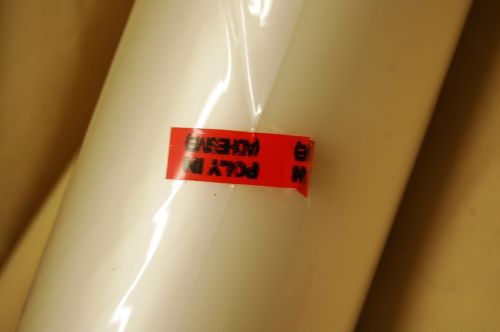 N POLY IN
E) (ADHESIVE)